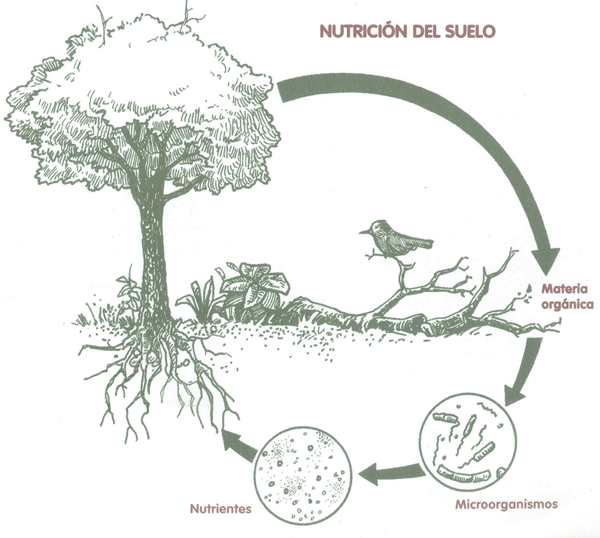 NUTRICIÓN DEL SUELO
Materia
orgánica
Microorganismos
Nutrientes